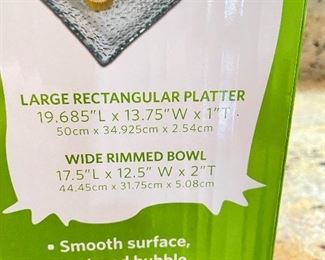 LARGE RECTANGULAR PLATTER
19.685"L x 13.75"W x 1"T
50cm x 34.925cm x 2.54cm
WIDE RIMMED BOWL
17.5"L x 12.5" W x 2"T
44.45cm x 31.75cm x 5.08cm
• Smooth surface,
bubble